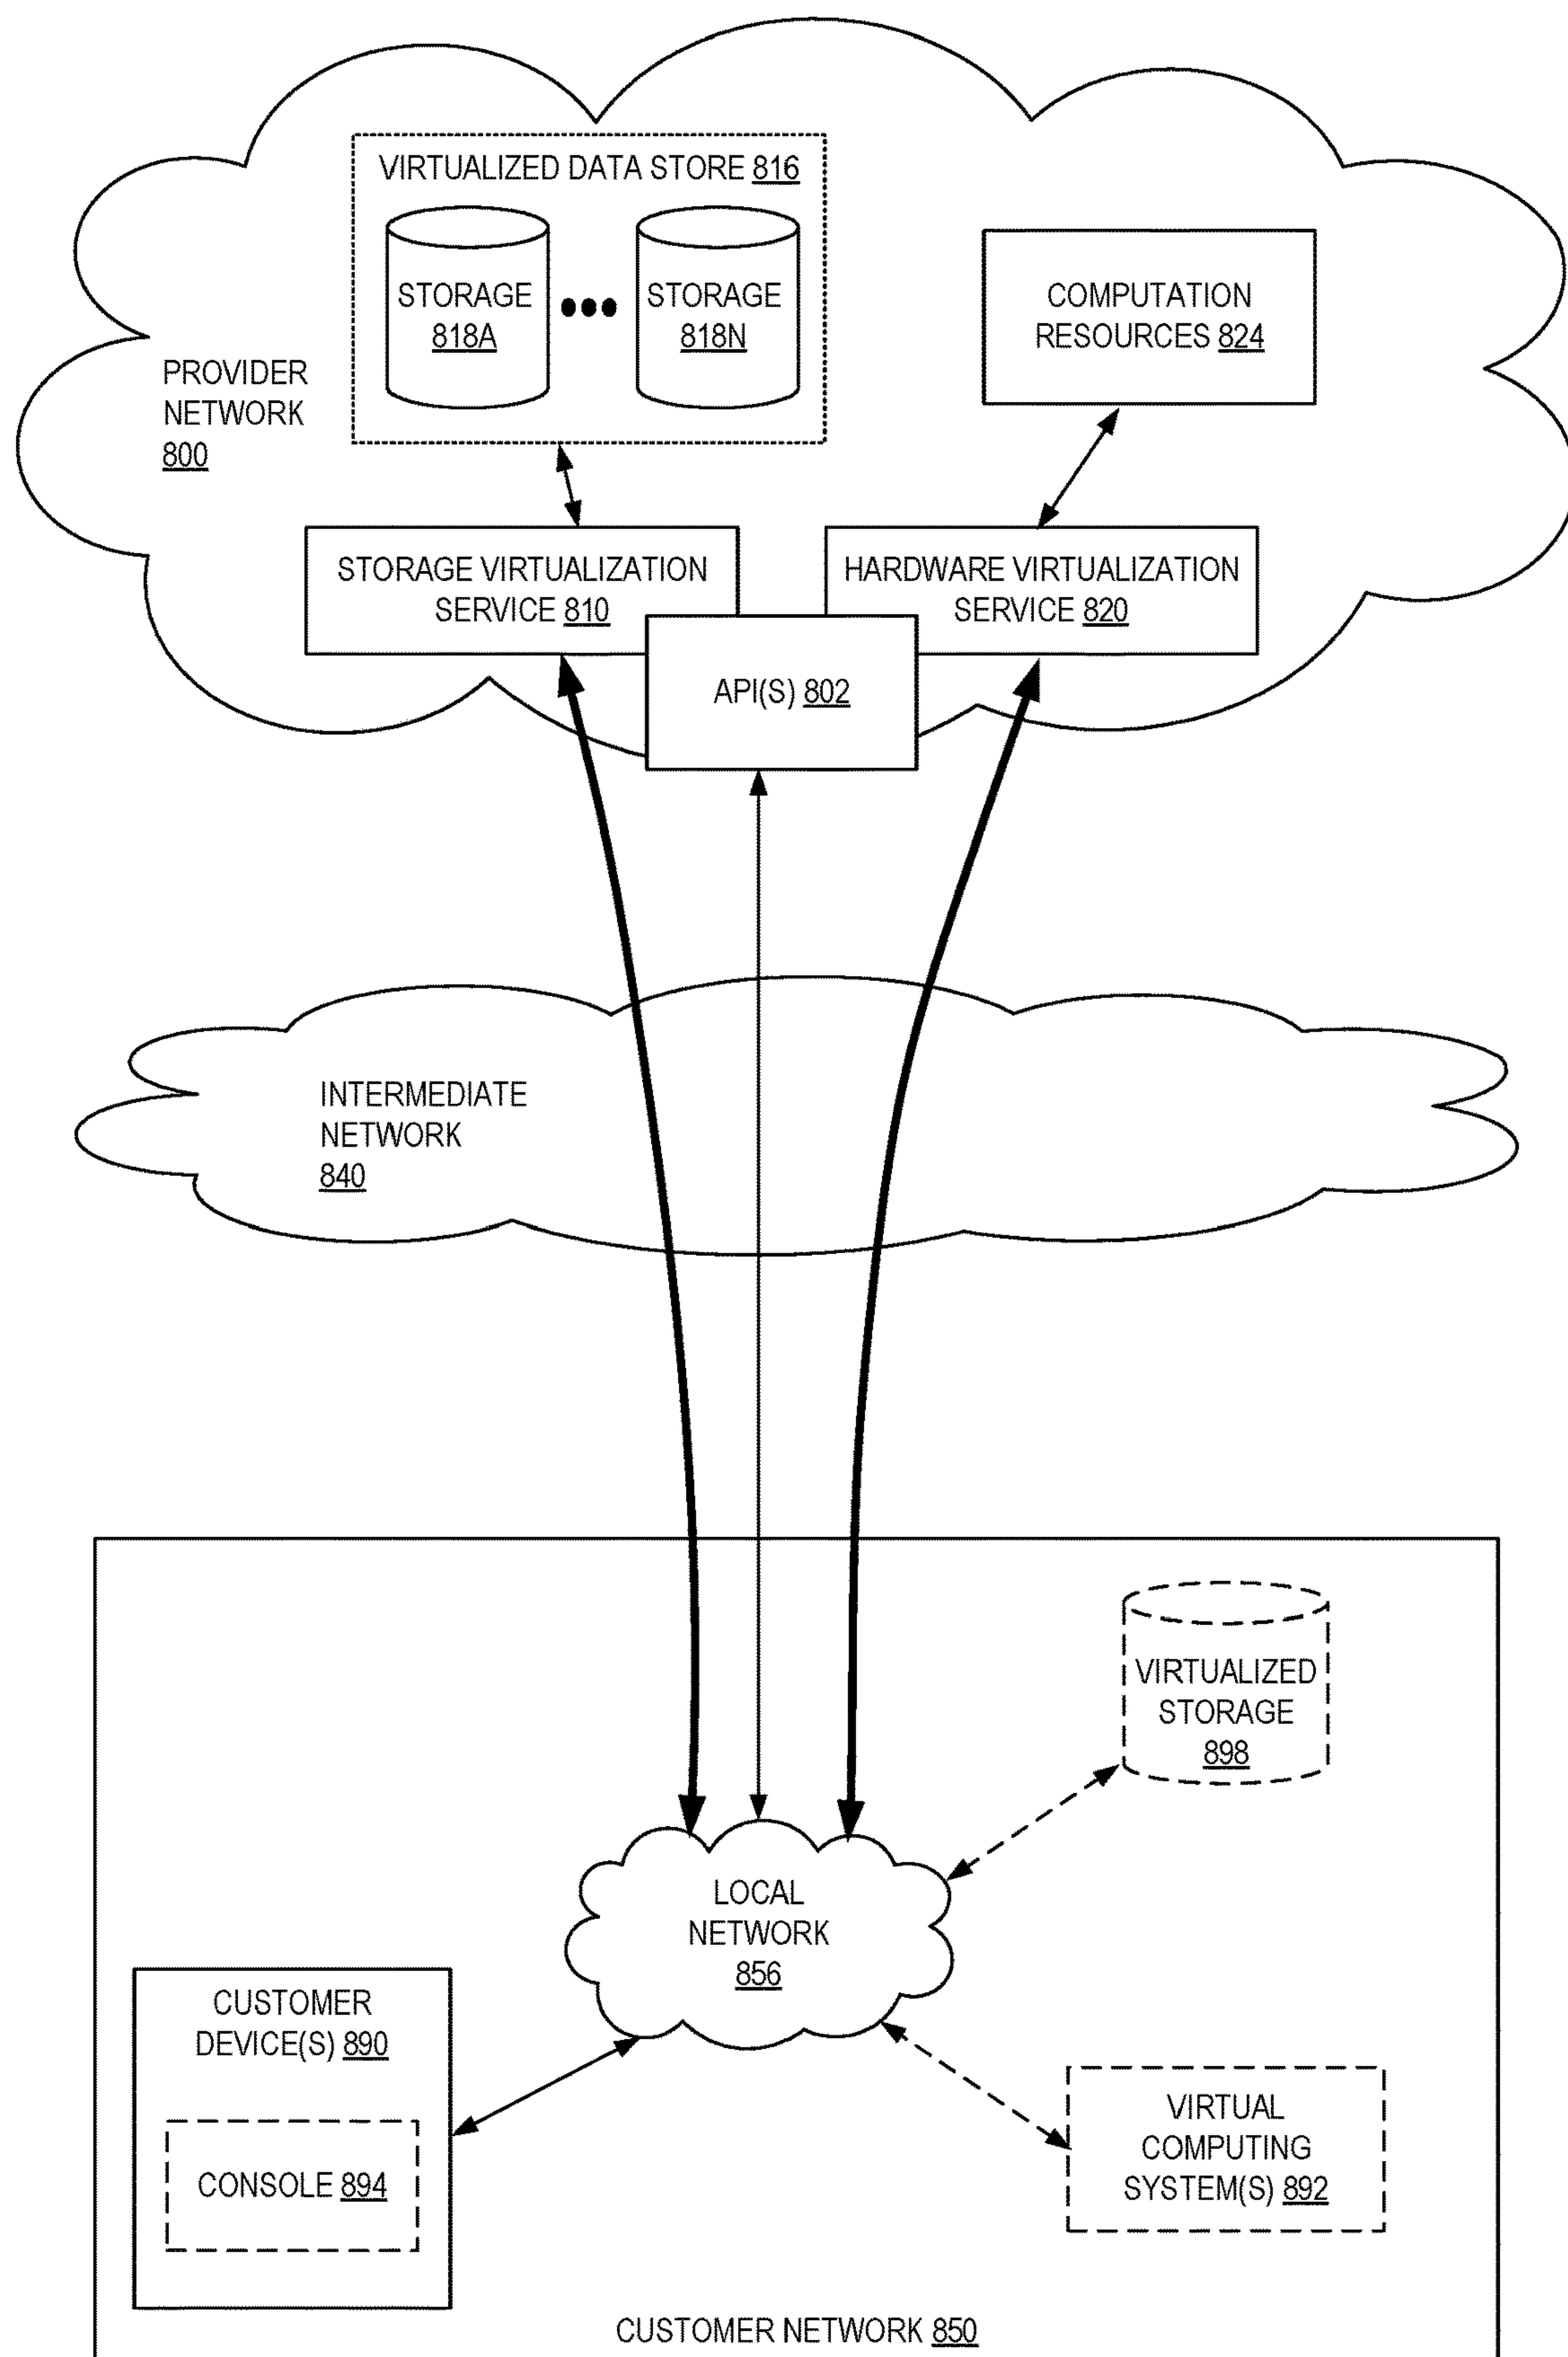 VIRTUALIZED DATA STORE 816
STORAGE
818A
STORAGE
818N
COMPUTATION
RESOURCES 824
PROVIDER
NETWORK
800
STORAGE VIRTUALIZATION
SERVICE 810
HARDWARE VIRTUALIZATION
SERVICE 820
API(S) 802
INTERMEDIATE
NETWORK
840
VIRTUALIZED
STORAGE
898
LOCAL
NETWORK
856
CUSTOMER
DEVICE(S) 890
CONSOLE 894
VIRTUAL
COMPUTING
SYSTEM(S) 892
CUSTOMER NETWORK 850